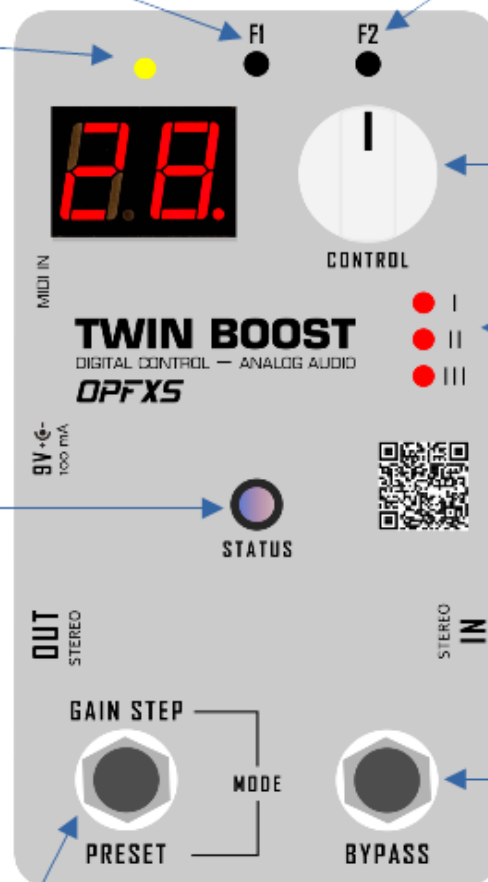 F1
F2
28.
CONTROL
MIDI IN
I
II
III
TWIN BOOST
DIGITAL CONTROL — ANALOG AUDIO
OPFXS
9V
100 mA
STATUS
OUT
STEREO
STEREO
IN
GAIN STEP
MODE
PRESET
BYPASS